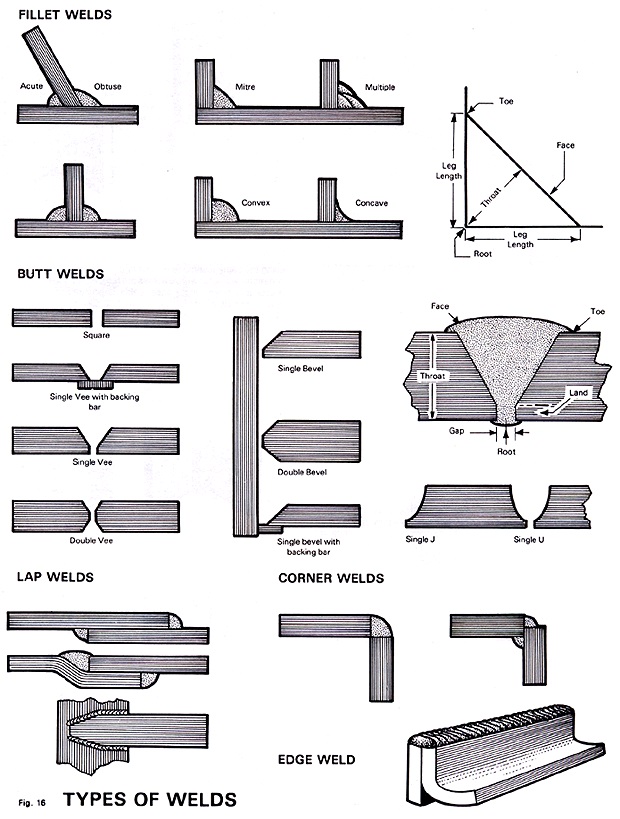 FILLET WELDS
Acute
Obtuse
Mitre
Multiple
Convex
Concave
Toe
Face
Leg
Length
Throat
Leg
Length
Root
BUTT WELDS
Square
Single Vee with backing
bar
Single Vee
Double Vee
Single Bevel
Double Bevel
Single bevel with
backing bar
Face
Toe
Throat
Land
Gap
Root
Single J
Single U
LAP WELDS
CORNER WELDS
EDGE WELD
Fig. 16 TYPES OF WELDS